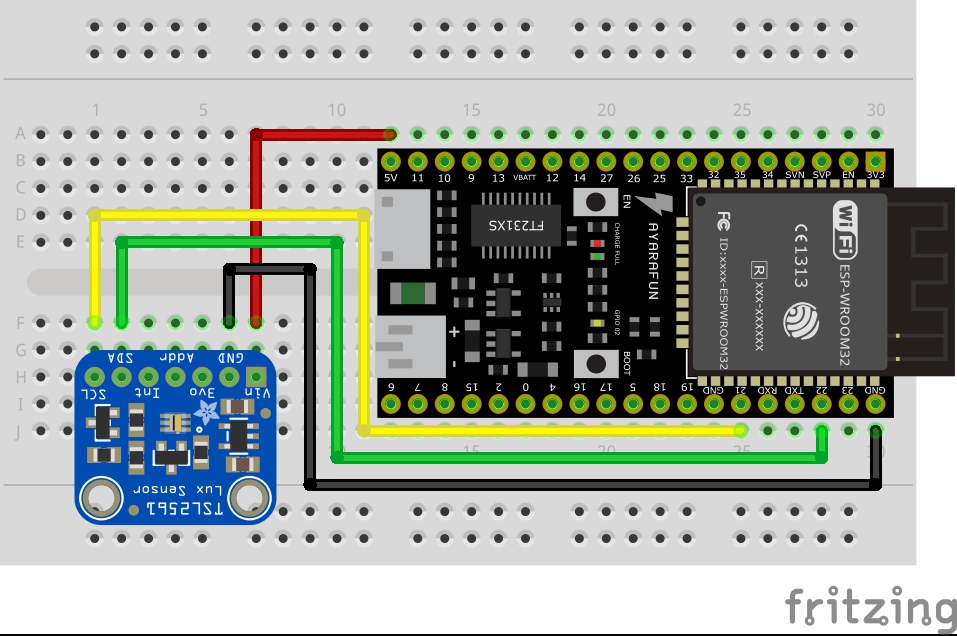 1 5 10 15 20 25 30
A
B
C
D
E
F
G
H
I
J
5V 11 10 9 13 VBATT 12 14 27 26 25 33 32 35 34 SVN SVP EN 3V3
FT231XS
EN
CHARGE FULL
AYARAFUN
GPIO 02
BOOT
+
-
FC ID:xxxx-ESPWROOM32
R xxx-xxxxxx
CE1313
WiFi
ESP-WROOM32
6 7 8 15 2 0 4 16 17 5 18 19 GND 21 RXD TXD 22 23 GND
SDA Addr GND
SCL Int 3v3 Vin
Lux Sensor
TSL2561
15 20 25 30
fritzing